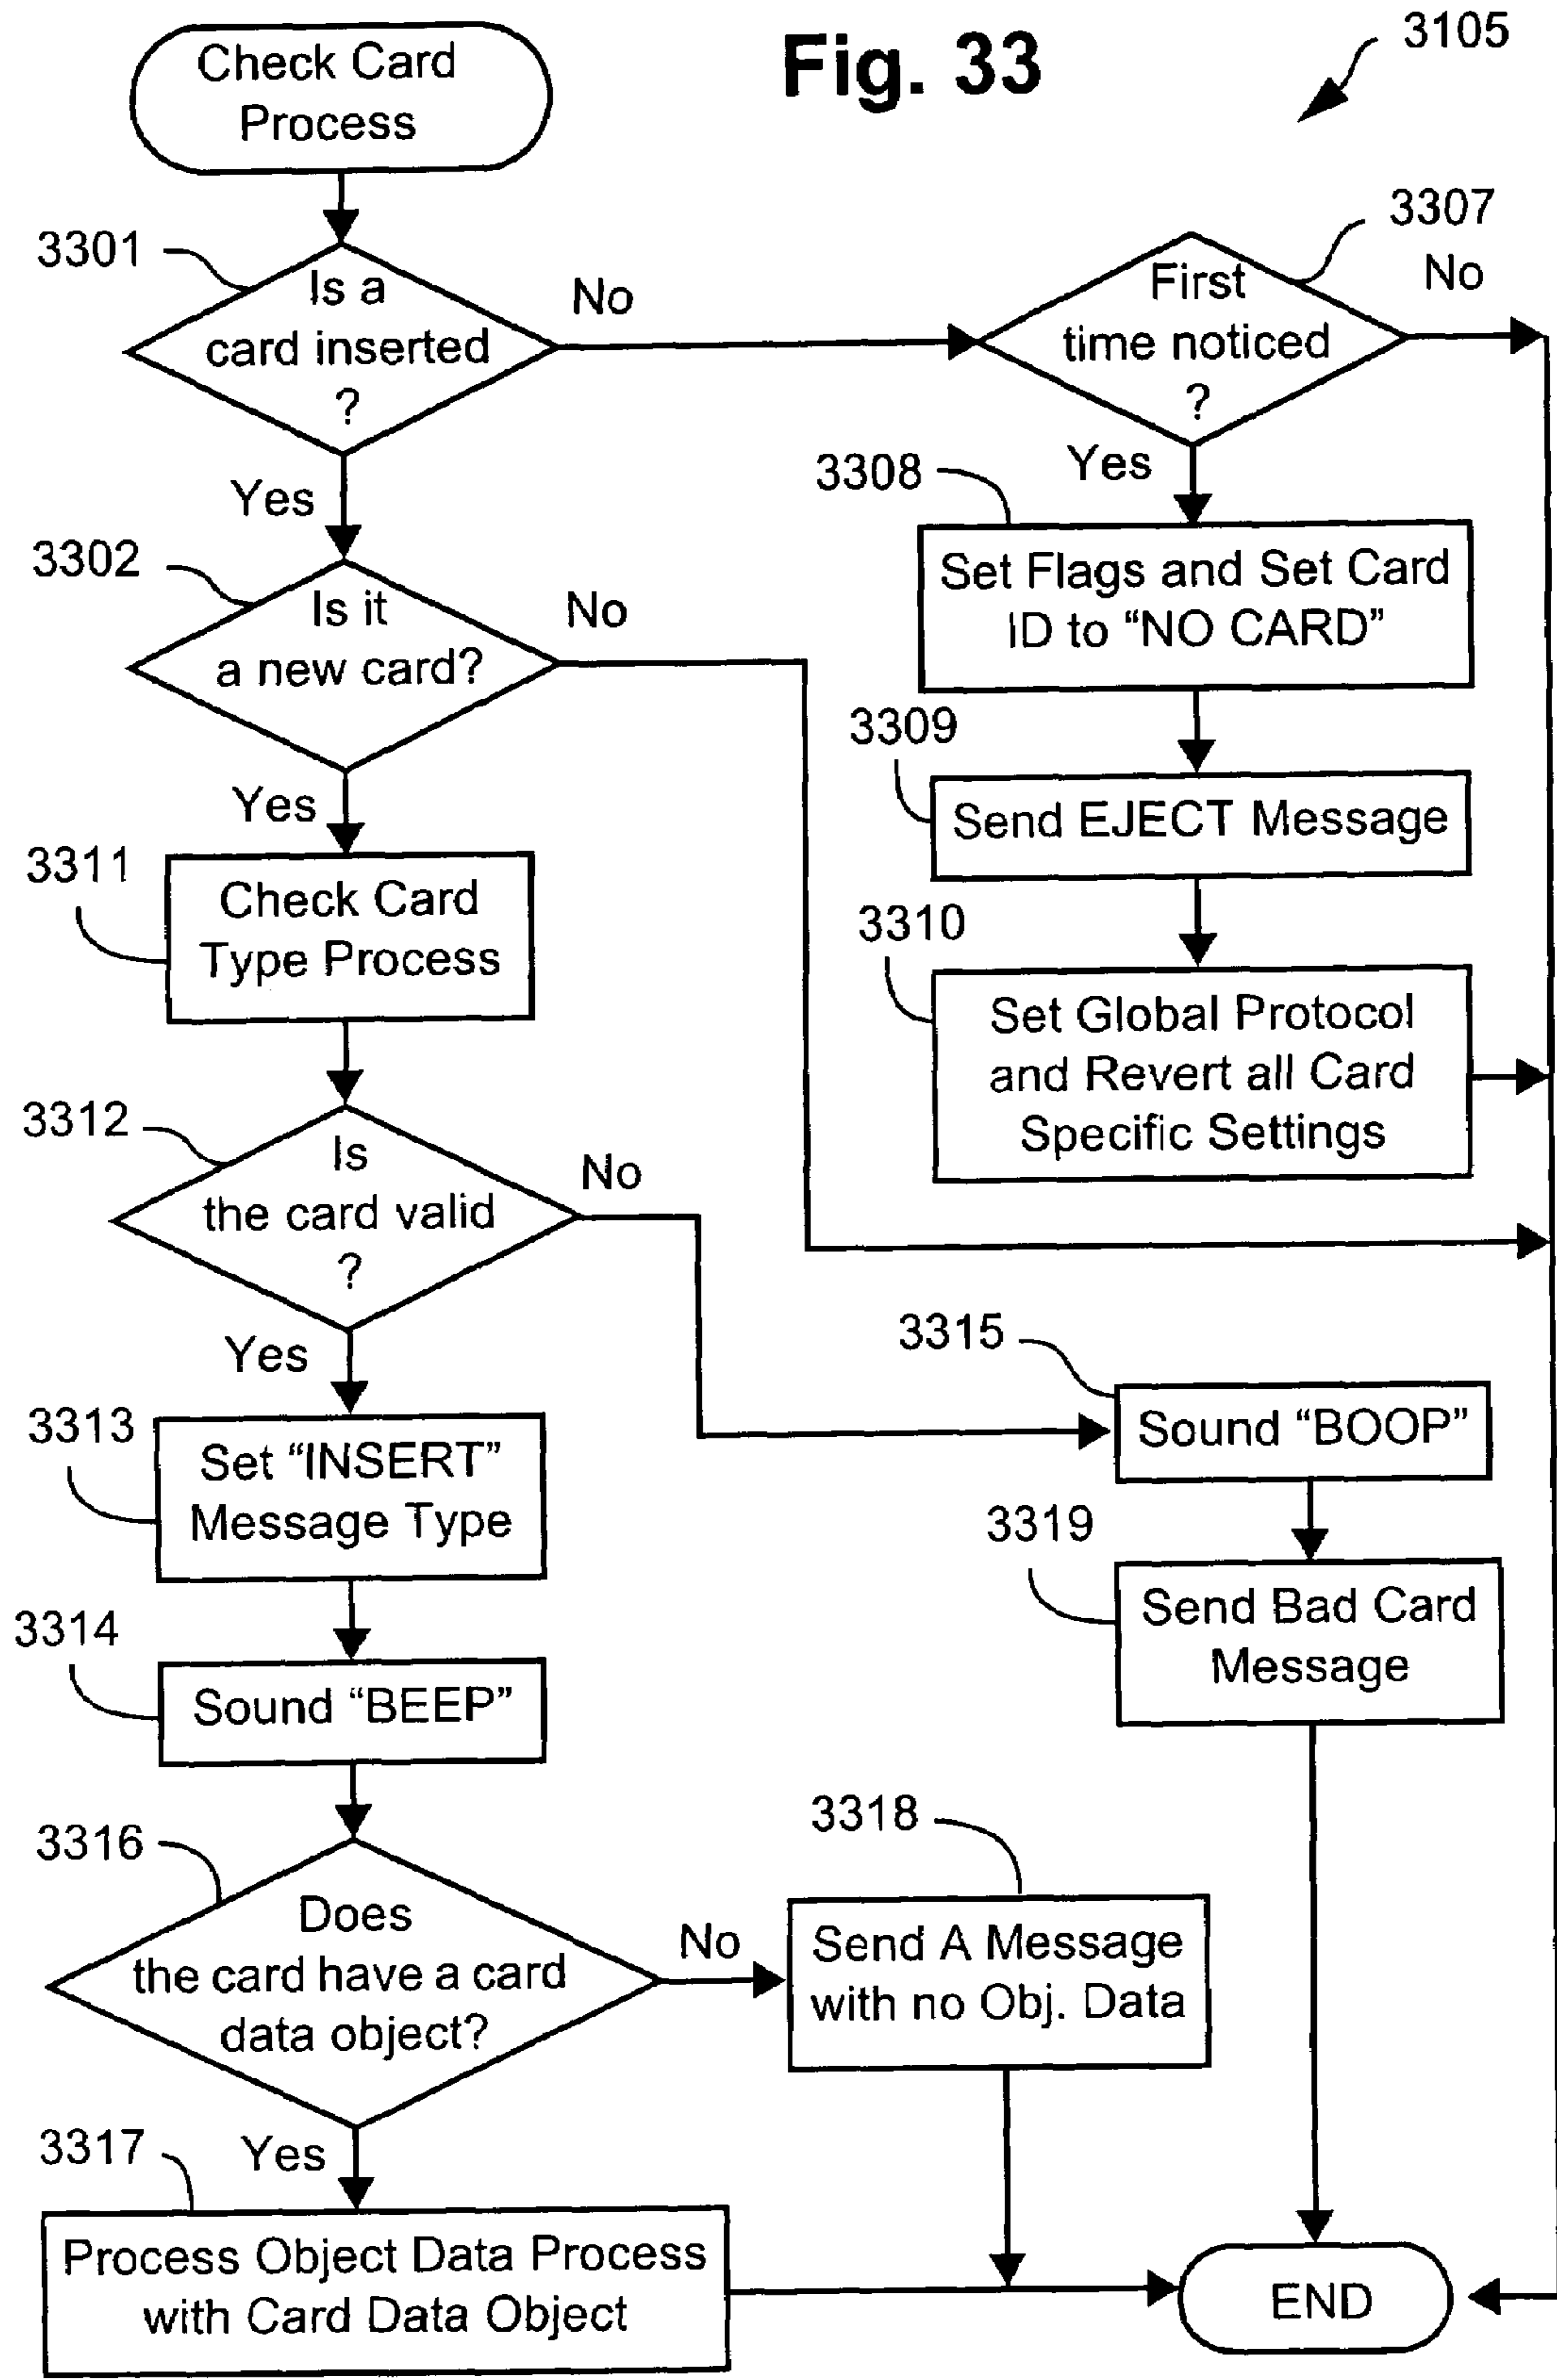 Check Card
Process
Fig. 33
3105
3301
Is a
card inserted
?
No
3307
First
time noticed
?
No
Yes
Yes
3308
Set Flags and Set Card
ID to “NO CARD”
3302
Is it
a new card?
No
3309
Send EJECT Message
Yes
3311
Check Card
Type Process
3310
Set Global Protocol
and Revert all Card
Specific Settings
3312
Is
the card valid
?
No
Yes
3315
Sound “BOOP”
3313
Set “INSERT”
Message Type
3319
Send Bad Card
Message
3314
Sound “BEEP”
3316
Does
the card have a card
data object?
No
3318
Send A Message
with no Obj. Data
Yes
3317
Process Object Data Process
with Card Data Object
END